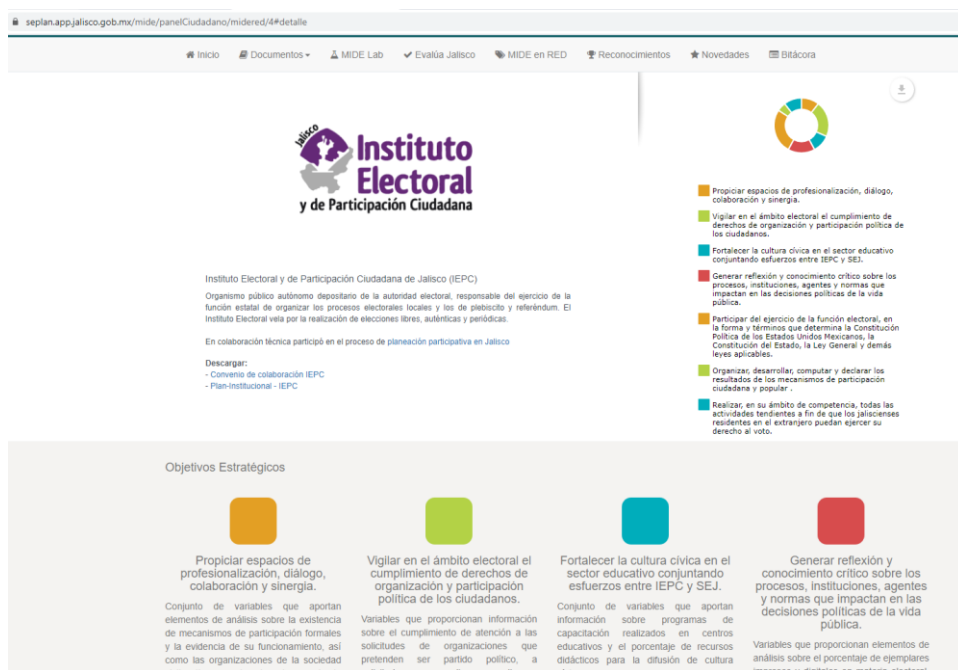 seplan.app.jalisco.gob.mx/mide/panelCiudadano/midered/4#detalle
Inicio Documentos MIDE Lab Evalúa Jalisco MIDE en RED Reconocimientos Novedades Bitácora
Jalisco
Instituto
Electoral
y de Participación Ciudadana
Instituto Electoral y de Participación Ciudadana de Jalisco (IEPC)
Organismo público autónomo depositario de la autoridad electoral, responsable del ejercicio de la
función estatal de organizar los procesos electorales locales y los de plebiscito y referéndum. El
Instituto Electoral vela por la realización de elecciones libres, auténticas y periódicas.
En colaboración técnica participó en el proceso de planeación participativa en Jalisco
Descargar:
- Convenio de colaboración IEPC
- Plan-Institucional - IEPC
Propiciar espacios de profesionalización, diálogo,
colaboración y sinergia.
Vigilar en el ámbito electoral el cumplimiento de
derechos de organización y participación política de
los ciudadanos.
Fortalecer la cultura cívica en el sector educativo
conjuntando esfuerzos entre IEPC y SEJ.
Generar reflexión y conocimiento crítico sobre los
procesos, instituciones, agentes y normas que
impactan en las decisiones políticas de la vida
pública.
Participar del ejercicio de la función electoral, en
la forma y términos que determina la Constitución
Política de los Estados Unidos Mexicanos, la
Constitución del Estado, la Ley General y demás
leyes aplicables.
Organizar, desarrollar, computar y declarar los
resultados de los mecanismos de participación
ciudadana y popular .
Realizar, en su ámbito de competencia, todas las
actividades tendientes a fin de que los jaliscienses
residentes en el extranjero puedan ejercer su
derecho al voto.
Objetivos Estratégicos
Propiciar espacios de
profesionalización, diálogo,
colaboración y sinergia.
Conjunto de variables que aportan
elementos de análisis sobre la existencia
de mecanismos de participación formales
y la evidencia de su funcionamiento, así
como las organizaciones de la sociedad
Vigilar en el ámbito electoral el
cumplimiento de derechos de
organización y participación
política de los ciudadanos.
Variables que proporcionan información
sobre el cumplimiento de atención a las
solicitudes de organizaciones que
pretenden ser partido político, a
Fortalecer la cultura cívica en el
sector educativo conjuntando
esfuerzos entre IEPC y SEJ.
Conjunto de variables que aportan
información sobre programas de
capacitación realizados en centros
educativos y el porcentaje de recursos
didácticos para la difusión de cultura
Generar reflexión y
conocimiento crítico sobre los
procesos, instituciones, agentes
y normas que impactan en las
decisiones políticas de la vida
pública.
Variables que proporcionan elementos de
análisis sobre el porcentaje de ejemplares